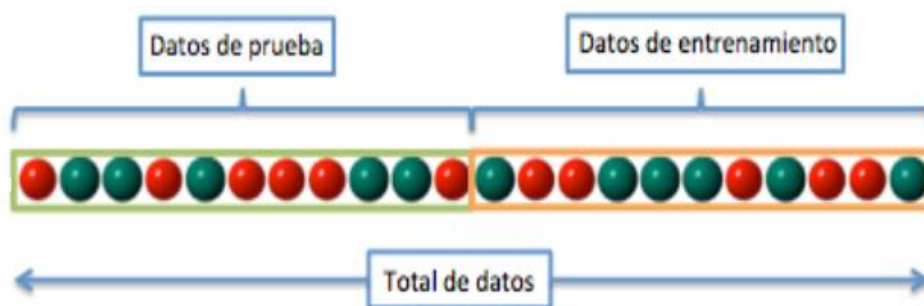 Datos de prueba
Datos de entrenamiento
Total de datos